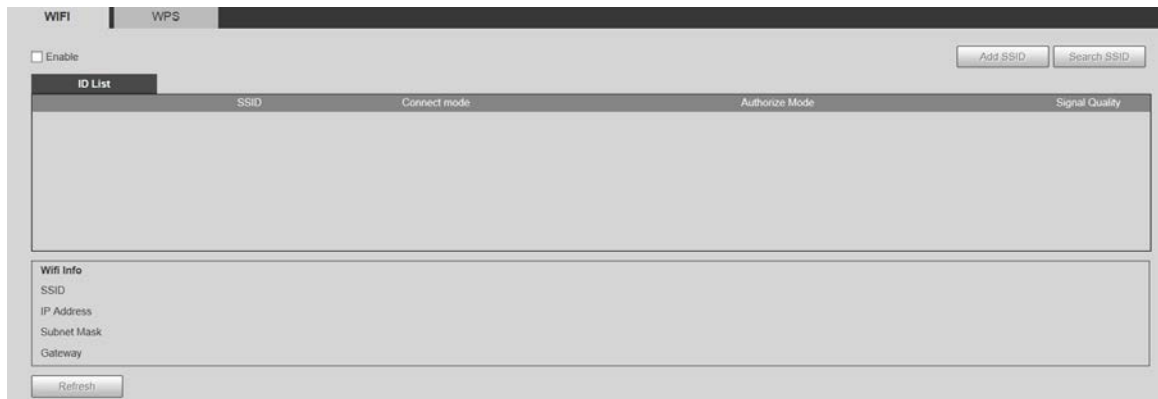 WIFI WPS
Enable Add SSID Search SSID
ID List
SSID Connect mode Authorize Mode Signal Quality
Wifi Info
SSID
IP Address
Subnet Mask
Gateway
Refresh